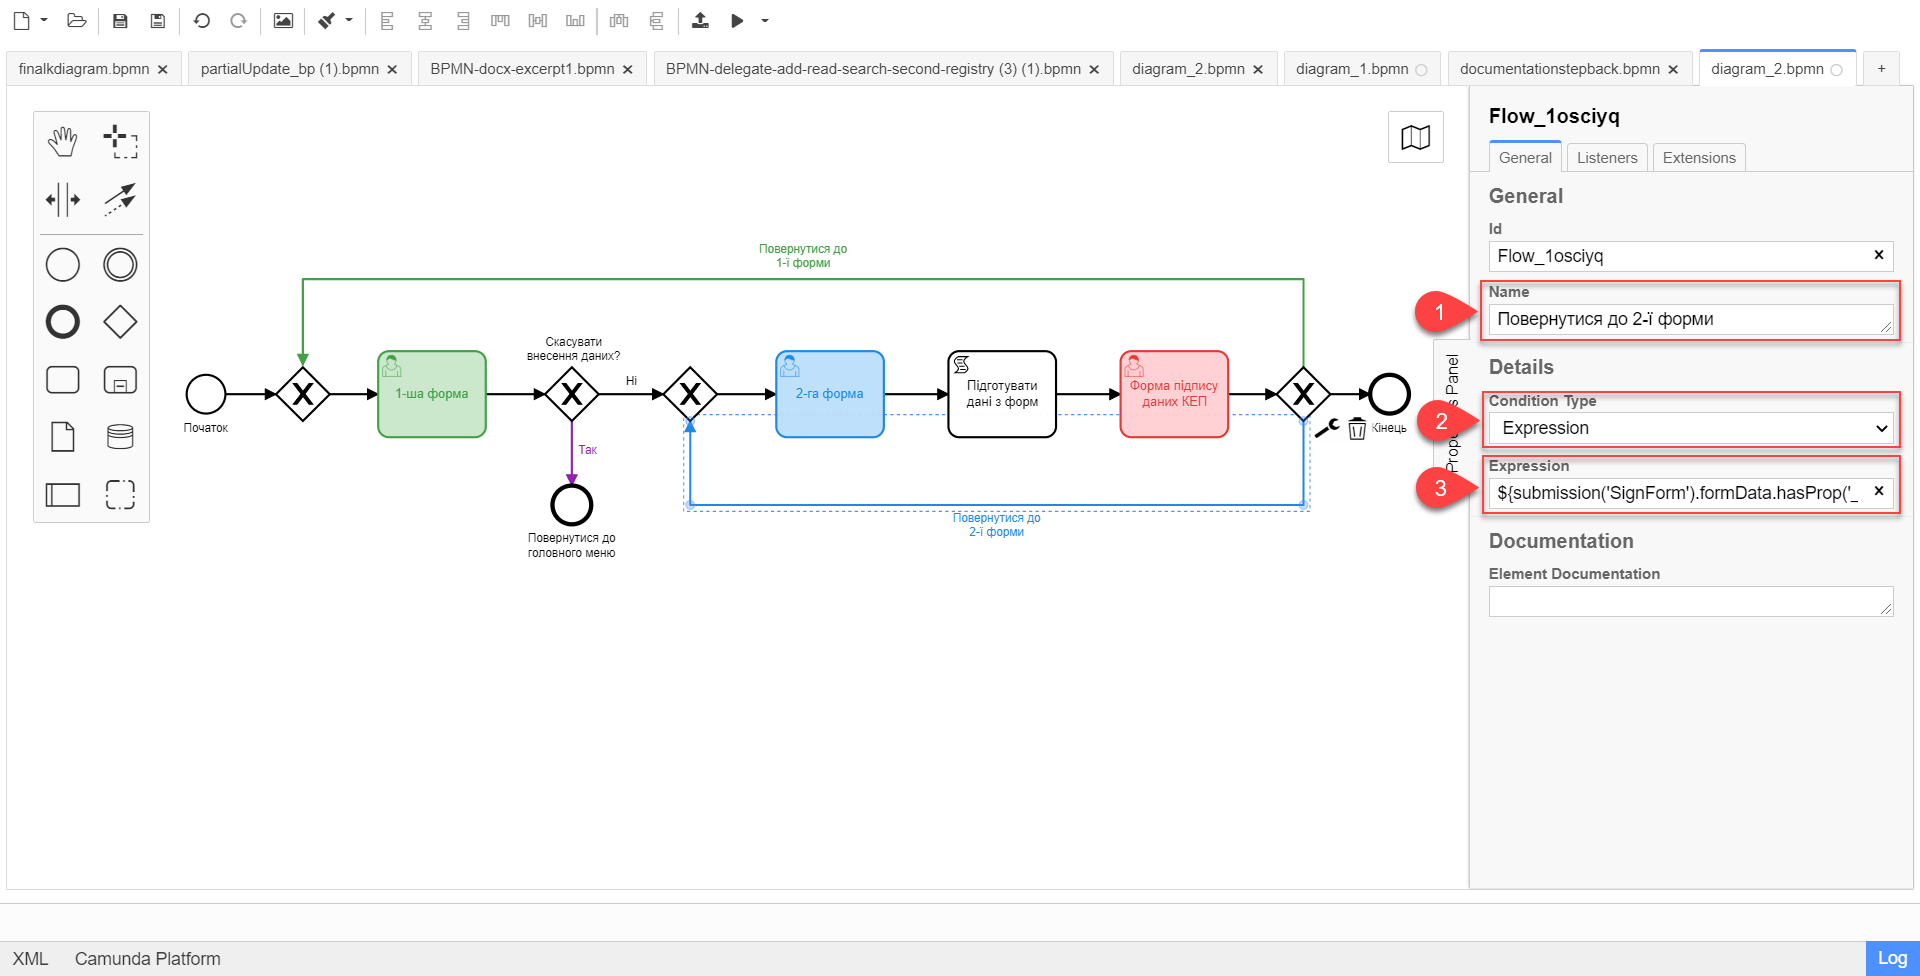 finalkdiagram.bpmn
partialUpdate_bp (1).bpmn
BPMN-docx-excerpt1.bpmn
BPMN-delegate-add-read-search-second-registry (3) (1).bpmn
diagram_2.bpmn
diagram_1.bpmn
documentationstepback.bpmn
diagram_2.bpmn
+
Flow_1osciyq
General
Listeners
Extensions
General
Id
Flow_1osciyq
1
Name
Повернутися до 2-ї форми
Details
2
Condition Type
Expression
3
Expression
${submission('SignForm').formData.hasProp('_
Documentation
Element Documentation
Повернутися до
1-ї форми
Початок
1-ша форма
Скасувати
внесення даних?
Ні
Так
Повернутися до
головного меню
2-га форма
Підготувати
дані з форм
Форма підпису
даних КЕП
Кінець
Повернутися до
2-ї форми
XML
Camunda Platform
Log